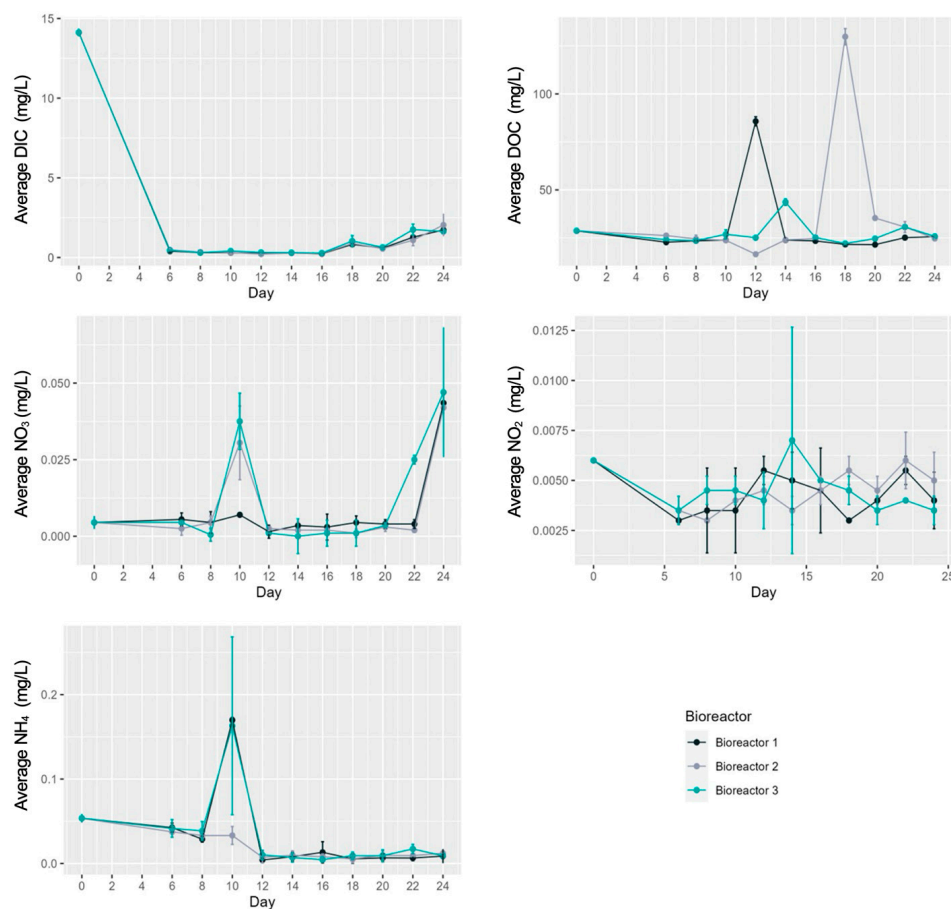 Average DIC (mg/L)
15
10
5
0
0 2 4 6 8 10 12 14 16 18 20 22 24
Day
Average DOC (mg/L)
100
50
0 2 4 6 8 10 12 14 16 18 20 22 24
Day
Average NO₃ (mg/L)
0.050
0.025
0.000
0 2 4 6 8 10 12 14 16 18 20 22 24
Day
Average NO₂ (mg/L)
0.0125
0.0100
0.0075
0.0050
0.0025
0 5 10 15 20 25
Day
Average NH₄ (mg/L)
0.2
0.1
0.0
0 2 4 6 8 10 12 14 16 18 20 22 24
Day
Bioreactor
Bioreactor 1
Bioreactor 2
Bioreactor 3